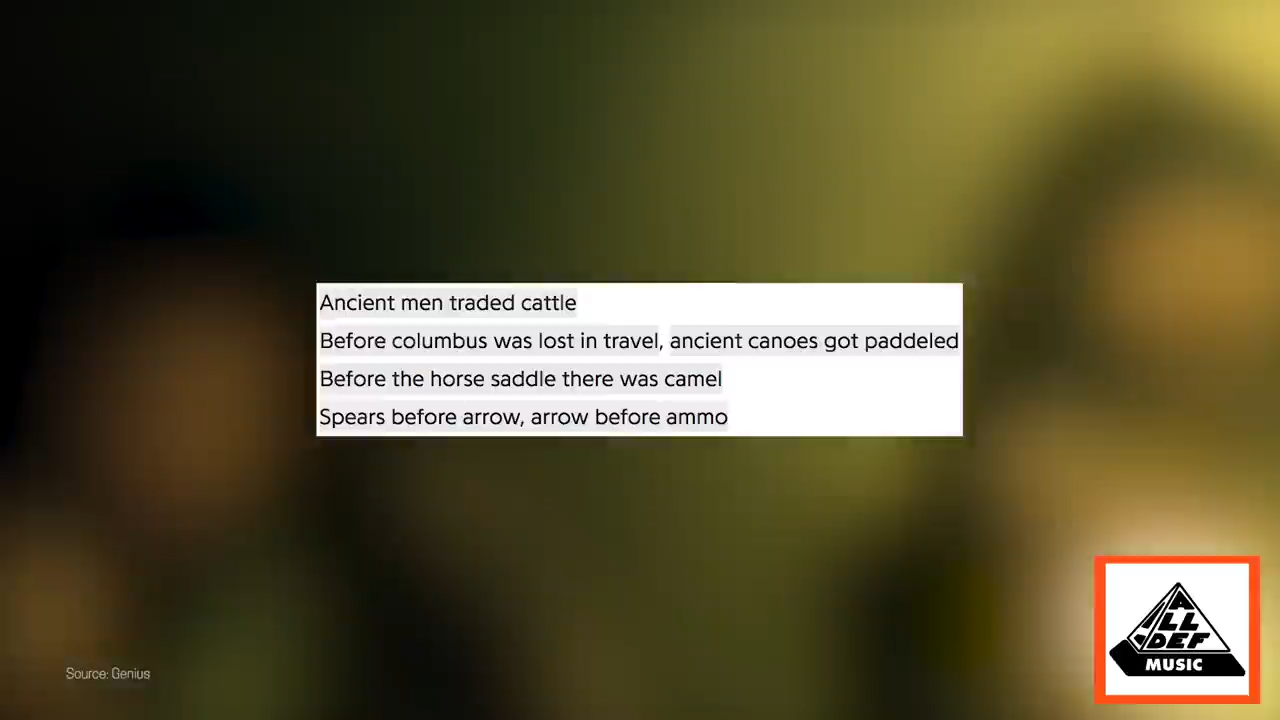 Ancient men traded cattle
Before columbus was lost in travel, ancient canoes got paddeled
Before the horse saddle there was camel
Spears before arrow, arrow before ammo
Source: Genius
ALL
DEF
MUSIC